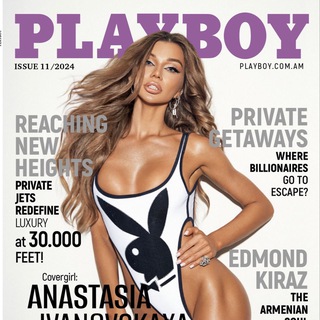 PLAYBOY
ISSUE 11/2024
PLAYBOY.COM.AM
REACHING
NEW
HEIGHTS
PRIVATE
JETS
REDEFINE
LUXURY
at 30.000
FEET!
PRIVATE
GETAWAYS
WHERE
BILLIONAIRES
GO TO
ESCAPE?
EDMOND
KIRAZ
THE
ARMENIAN
Covergirl:
ANASTASIA